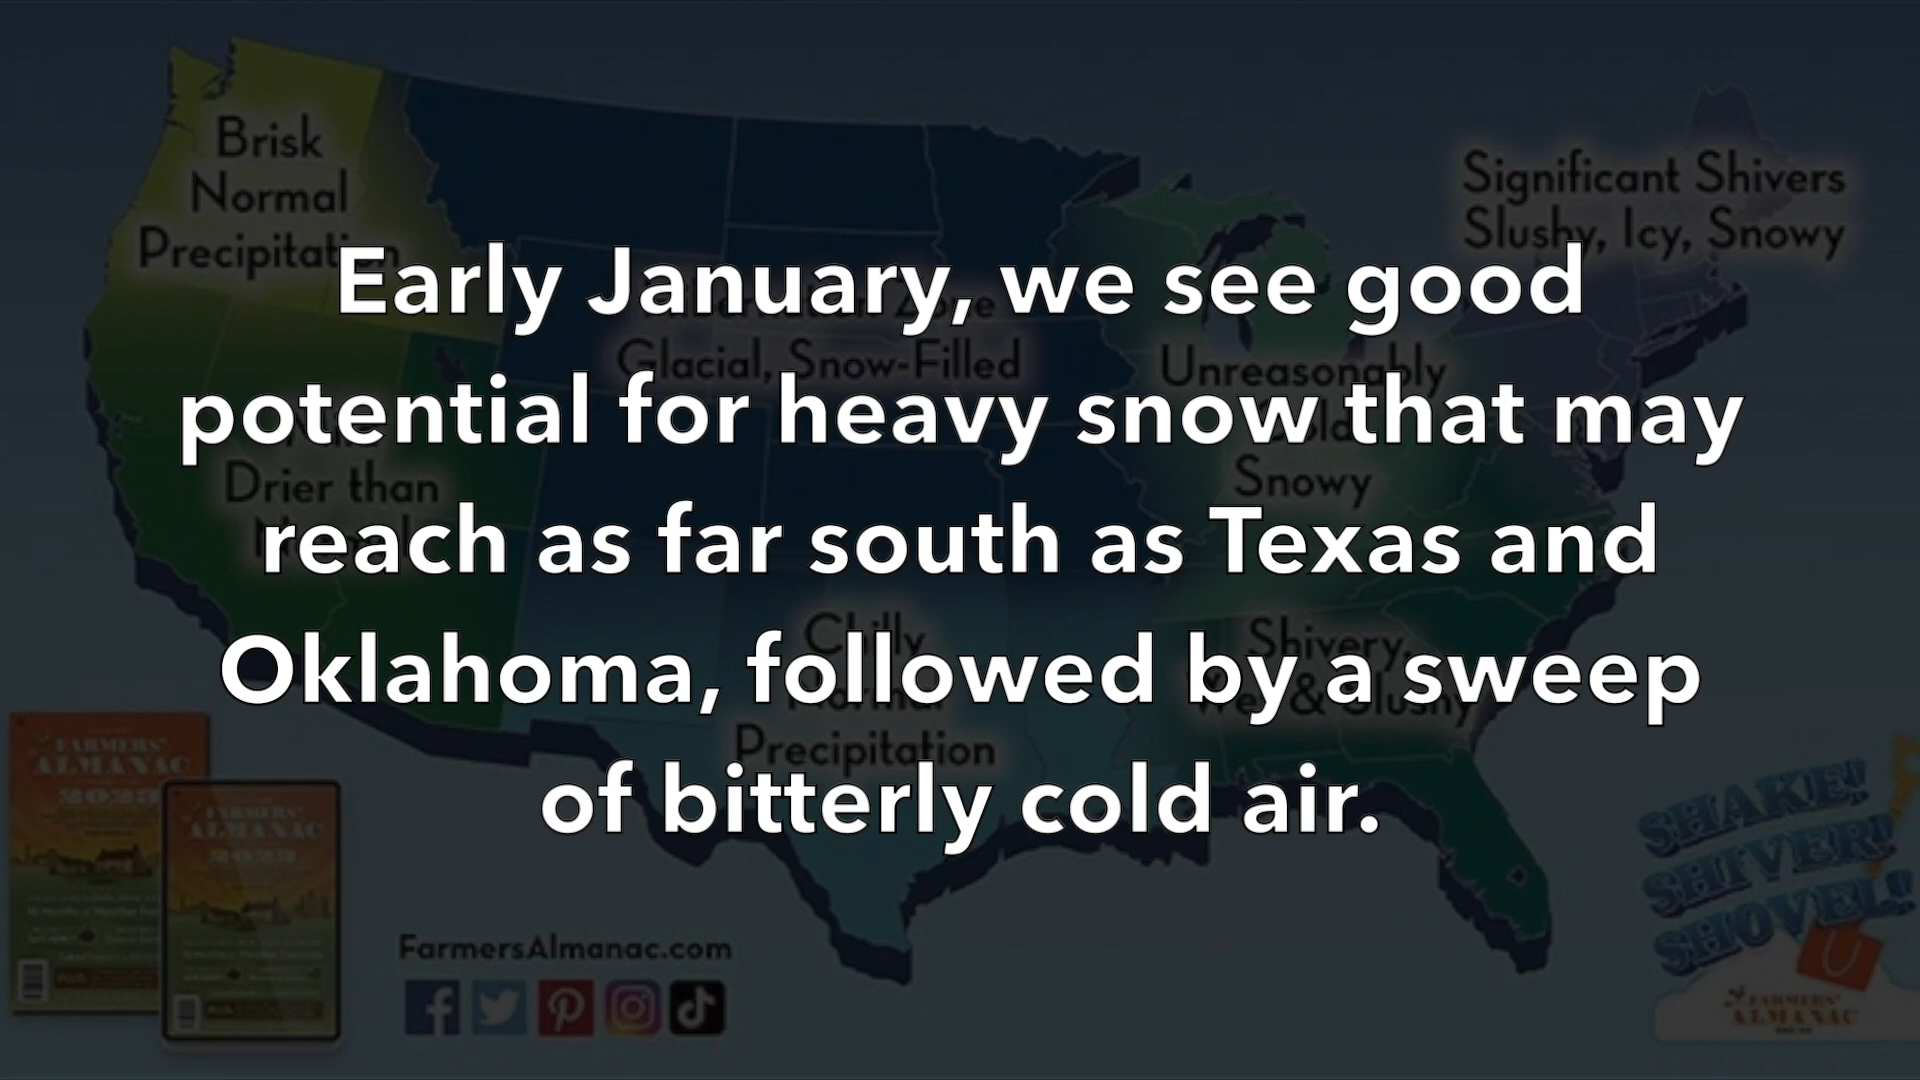 Brisk
Normal
Significant Shivers
Slushy, Icy, Snowy
Early January, we see good
Glacial, Snow-Filled
Unreasonably
potential for heavy snow that may
Snowy
Drier than
reach as far south as Texas and
Chilly
Shivery,
Oklahoma, followed by a sweep
Precipitation
of bitterly cold air.
FARMERS'
ALMANAC
2023
FARMERS'
ALMANAC
2023
SHAKE!
SHIVER!
SHOVEL!
FarmersAlmanac.com
FARMERS'
ALMANAC